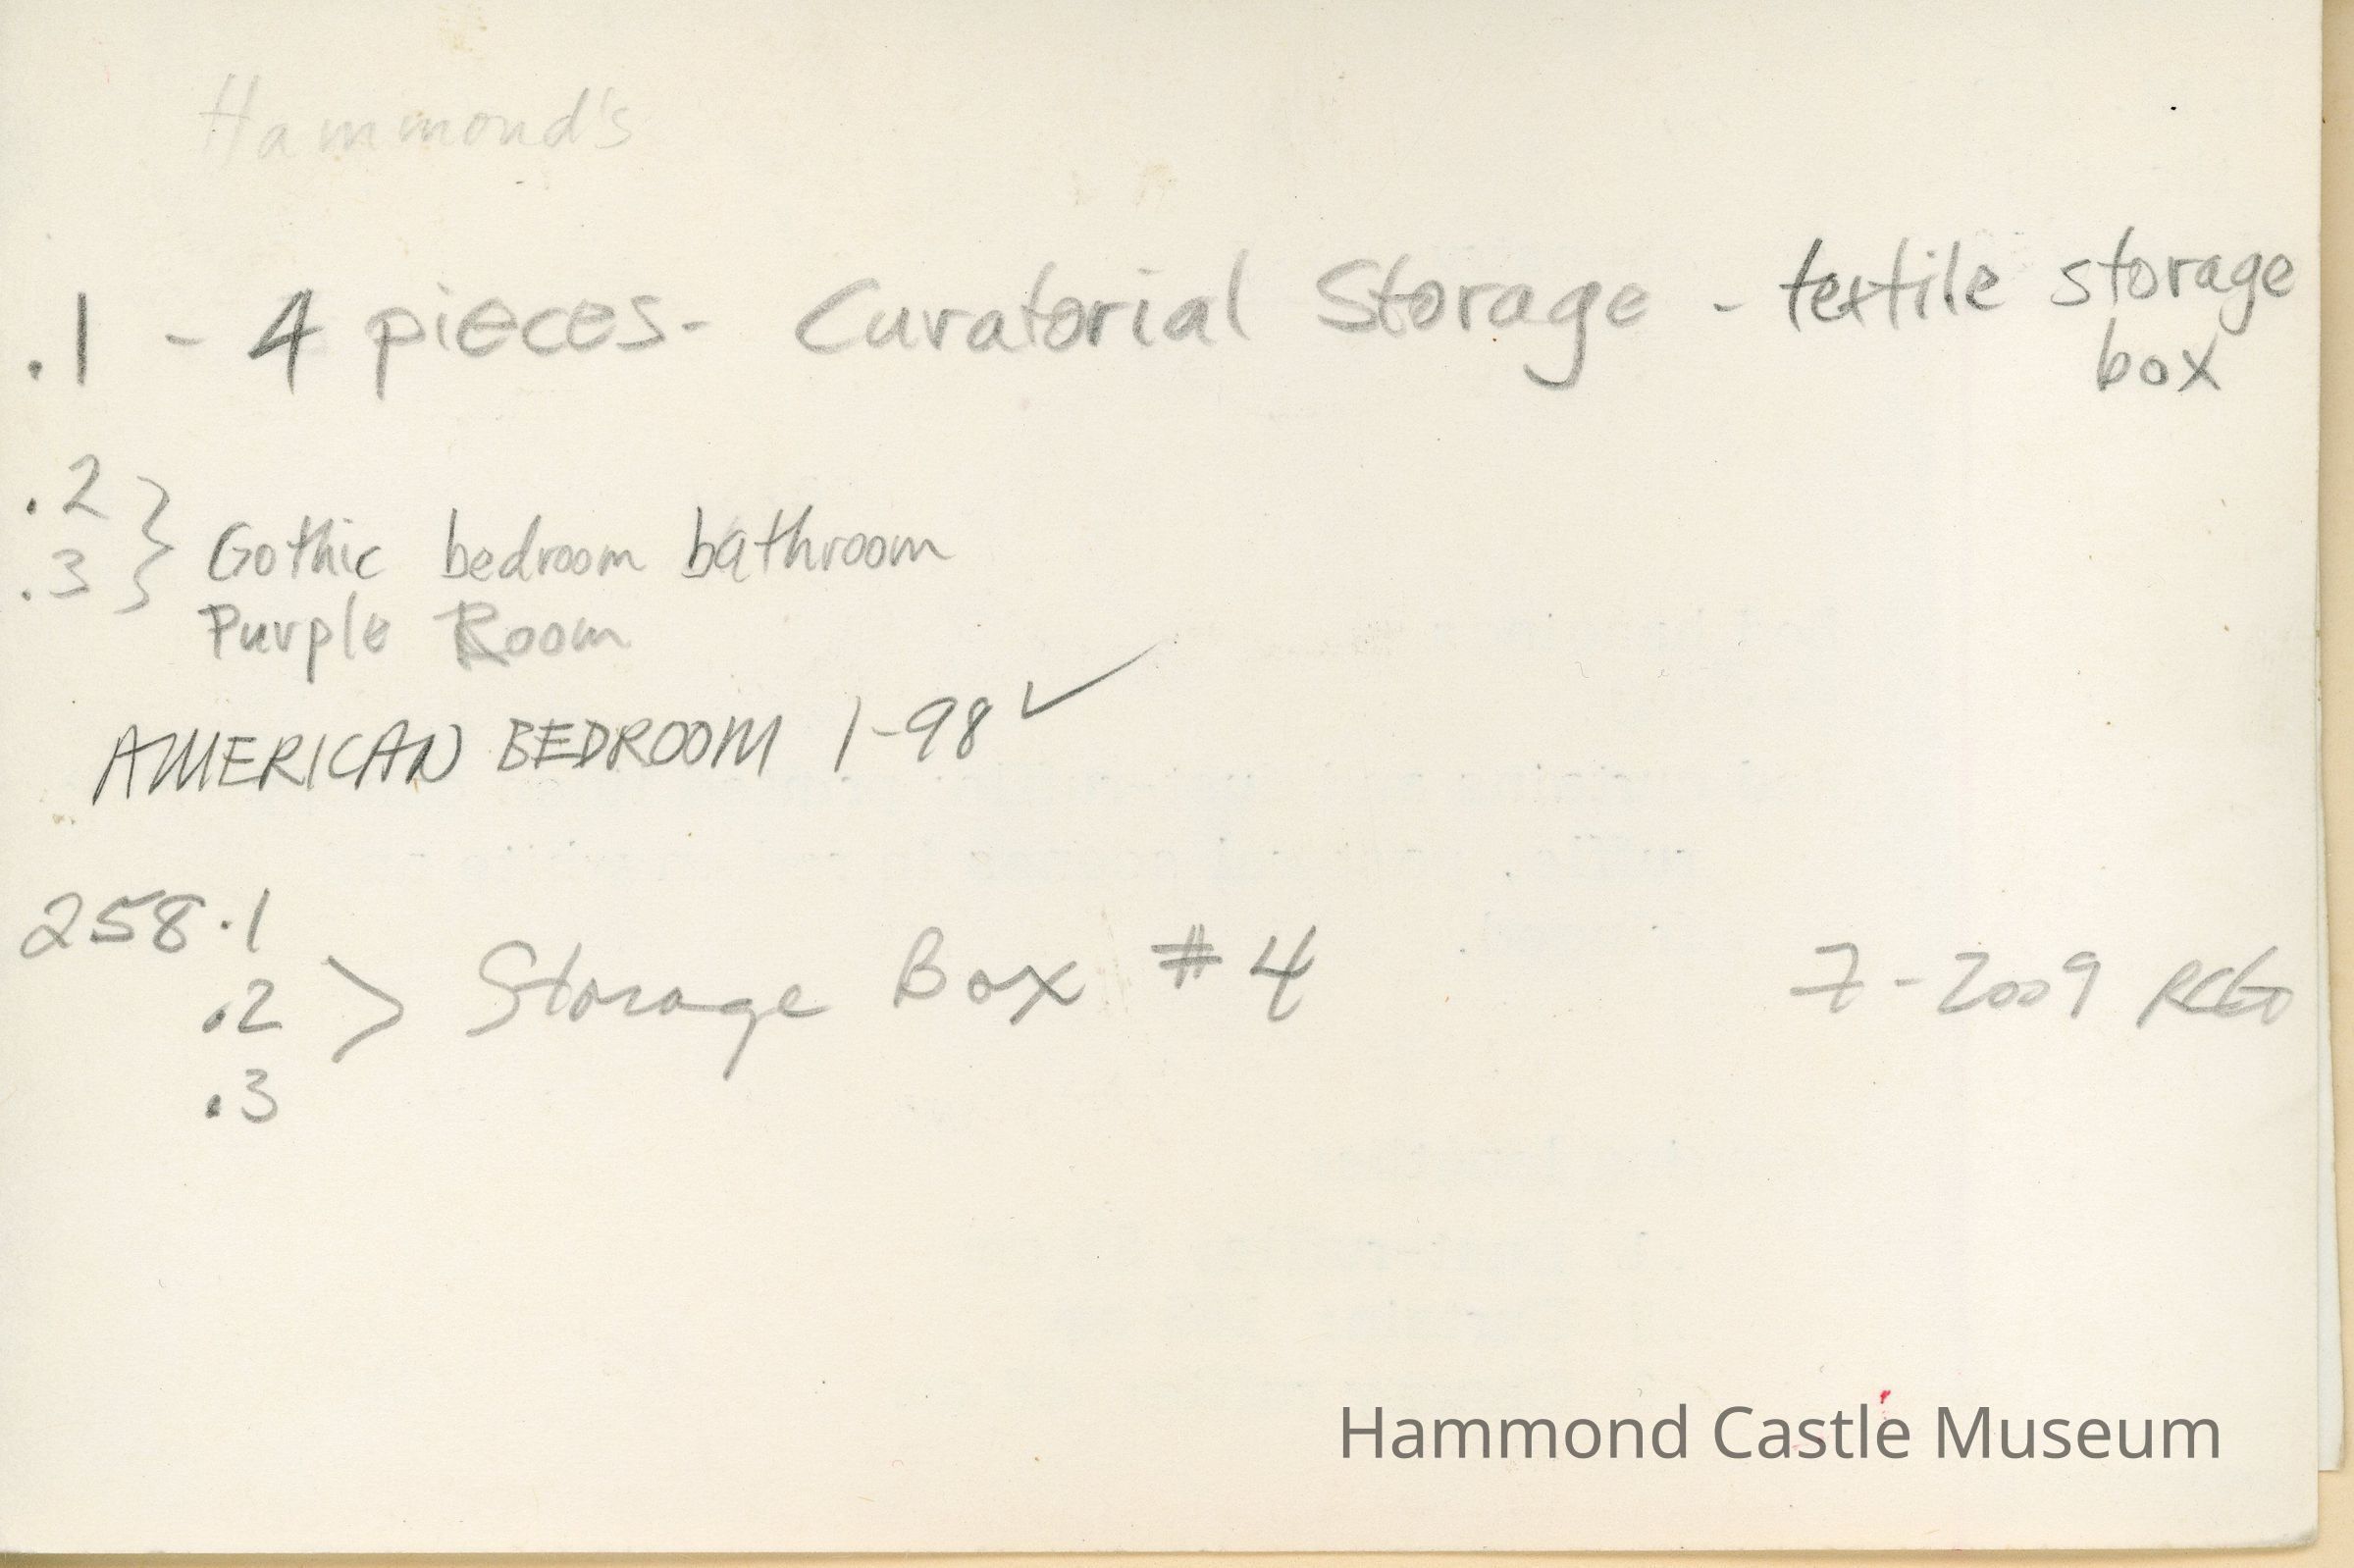 Hammond's
.1 - 4 pieces - Curatorial Storage - textile storage
box
.2
.3 } Gothic bedroom bathroom
Purple Room
AMERICAN BEDROOM 1-98 ✓
258.1
.2 > Storage Box #4 7-2009
.3
Hammond Castle Museum